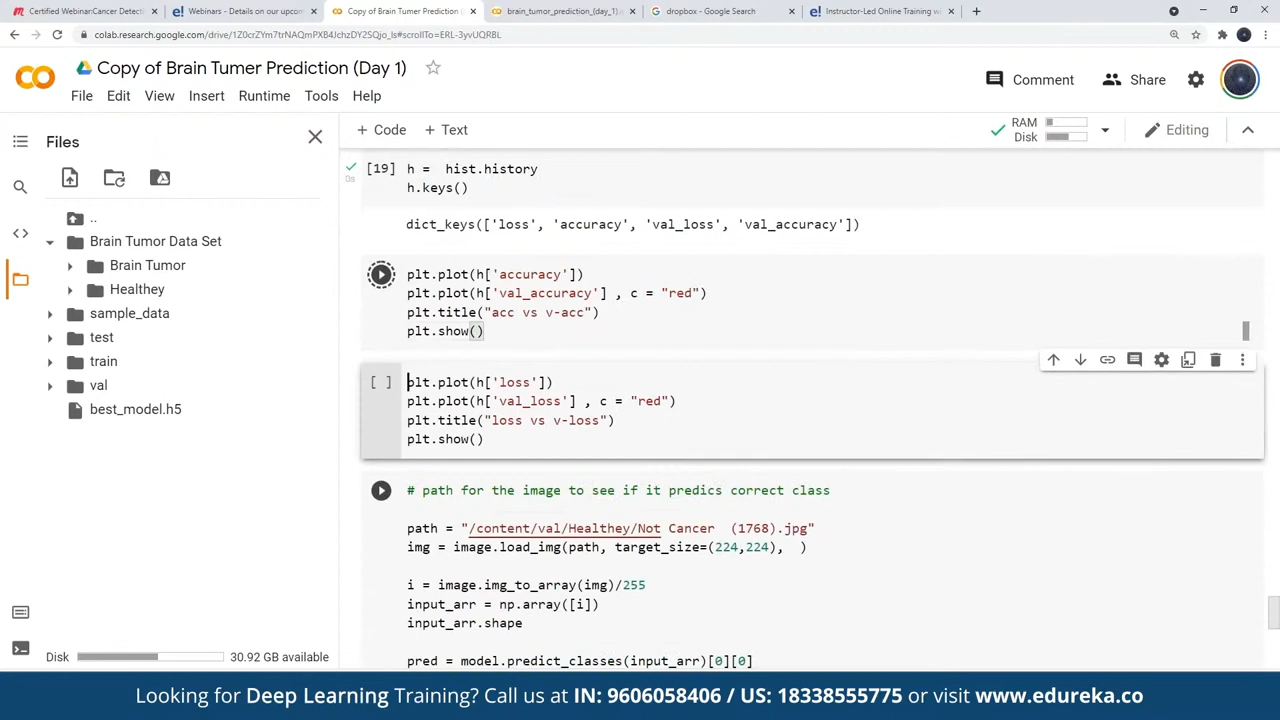 Certified Webinar:Cancer Detecti
Webinars - Details on our upcom
Copy of Brain Tumor Prediction (
brain_tumor_prediction_(day_1).
dropbox - Google Search
Instructor-Led Online Training w
colab.research.google.com/drive/1Z0crZYm7trNAQmPXB4JchzDY2SQjo_ls#scrollTo=ERL-3yvUQRBL
Copy of Brain Tumer Prediction (Day 1)
Comment
Share
File Edit View Insert Runtime Tools Help
Files
+ Code + Text
RAM
Disk
Editing
..
Brain Tumor Data Set
Brain Tumor
Healthey
sample_data
test
train
val
best_model.h5
Disk 30.92 GB available
[19] h =  hist.history
0s
h.keys()
dict_keys(['loss', 'accuracy', 'val_loss', 'val_accuracy'])
plt.plot(h['accuracy'])
plt.plot(h['val_accuracy'] , c = "red")
plt.title("acc vs v-acc")
plt.show()
[ ] plt.plot(h['loss'])
plt.plot(h['val_loss'] , c = "red")
plt.title("loss vs v-loss")
plt.show()
# path for the image to see if it predics correct class
path = "/content/val/Healthey/Not Cancer  (1768).jpg"
img = image.load_img(path, target_size=(224,224),  )
i = image.img_to_array(img)/255
input_arr = np.array([i])
input_arr.shape
pred = model.predict_classes(input_arr)[0][0]
Looking for Deep Learning Training? Call us at IN: 9606058406 / US: 18338555775 or visit www.edureka.co